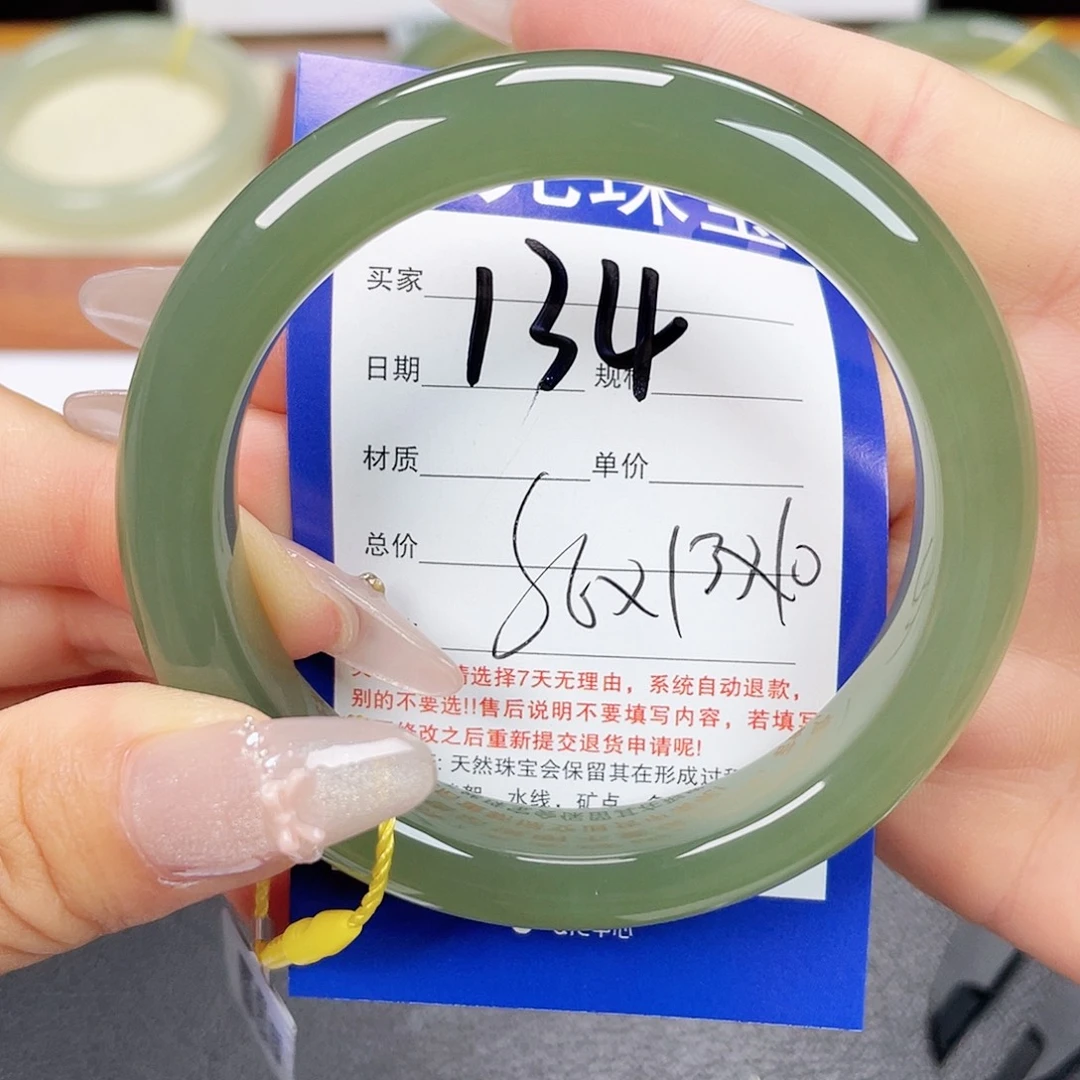 珠宝
买家
134
日期 规格
材质 单价
总价
56x13x10
请选择7天无理由，系统自动退款，
别的不要选!!售后说明不要填写内容，若填写
修改之后重新提交退货申请呢!
: 天然珠宝会保留其在形成过程
水线，矿点，